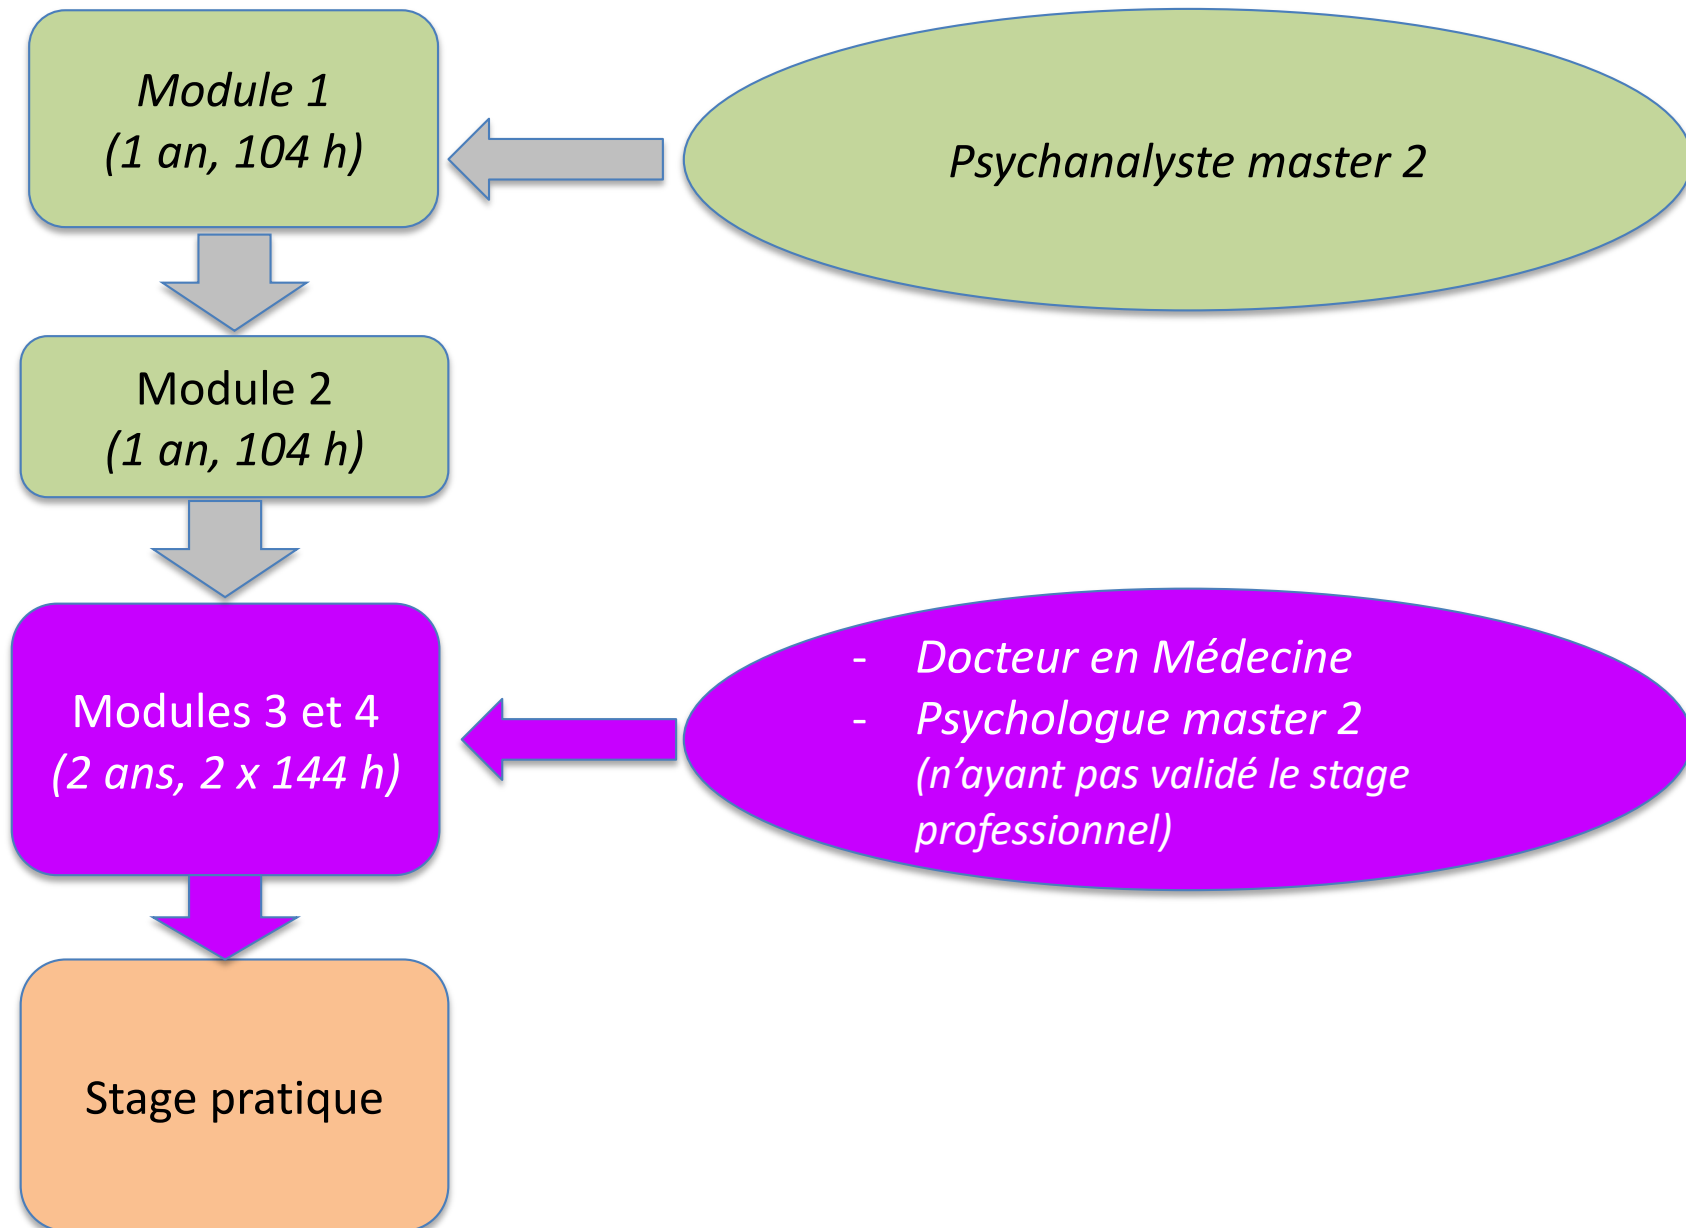 Module 1
(1 an, 104 h)
Psychanalyste master 2
Module 2
(1 an, 104 h)
Modules 3 et 4
(2 ans, 2 x 144 h)
- Docteur en Médecine
- Psychologue master 2
(n’ayant pas validé le stage
professionnel)
Stage pratique